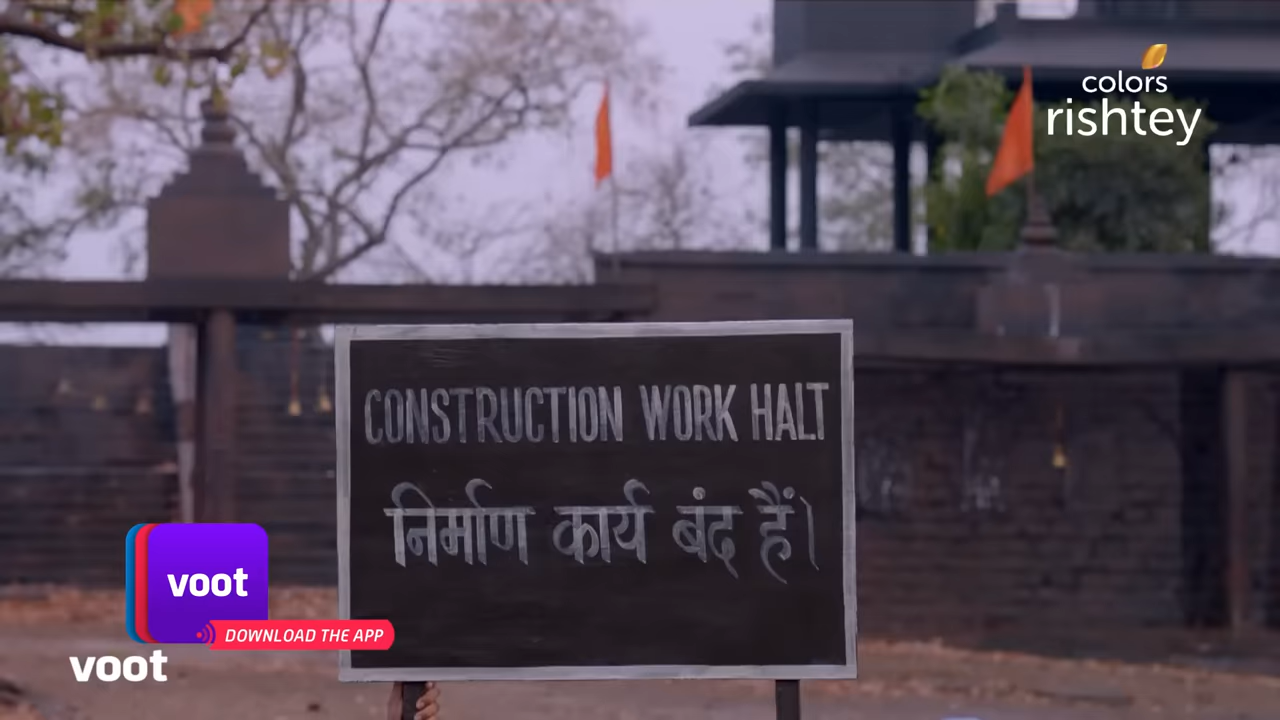 colors
rishtey
CONSTRUCTION WORK HALT
निर्माण कार्य बंद हैं।
voot
DOWNLOAD THE APP
voot